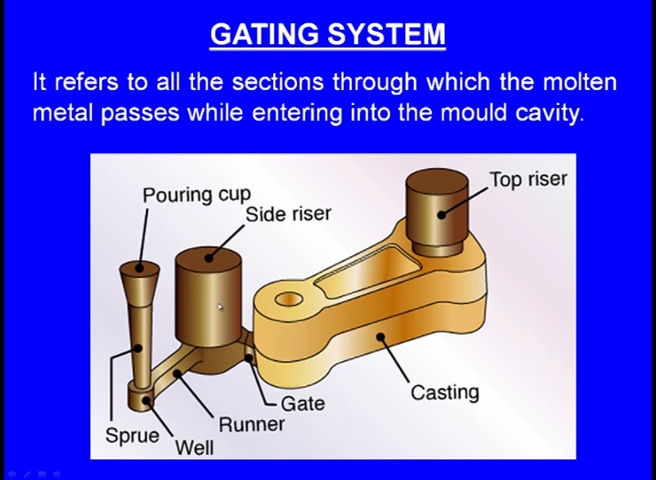 GATING SYSTEM
It refers to all the sections through which the molten
metal passes while entering into the mould cavity.
Top riser
Pouring cup
Side riser
Casting
Gate
Runner
Sprue
Well